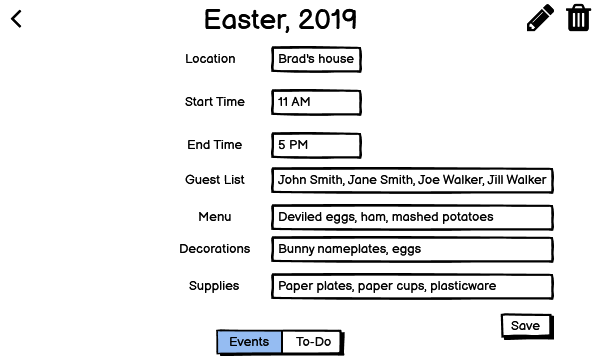 Easter, 2019
Location Brad's house
Start Time 11 AM
End Time 5 PM
Guest List John Smith, Jane Smith, Joe Walker, Jill Walker
Menu Deviled eggs, ham, mashed potatoes
Decorations Bunny nameplates, eggs
Supplies Paper plates, paper cups, plasticware
Save
Events To-Do